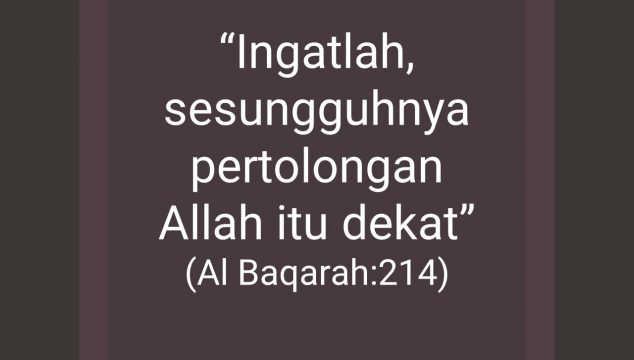 “Ingatlah,
sesungguhnya
pertolongan
Allah itu dekat”
(Al Baqarah:214)